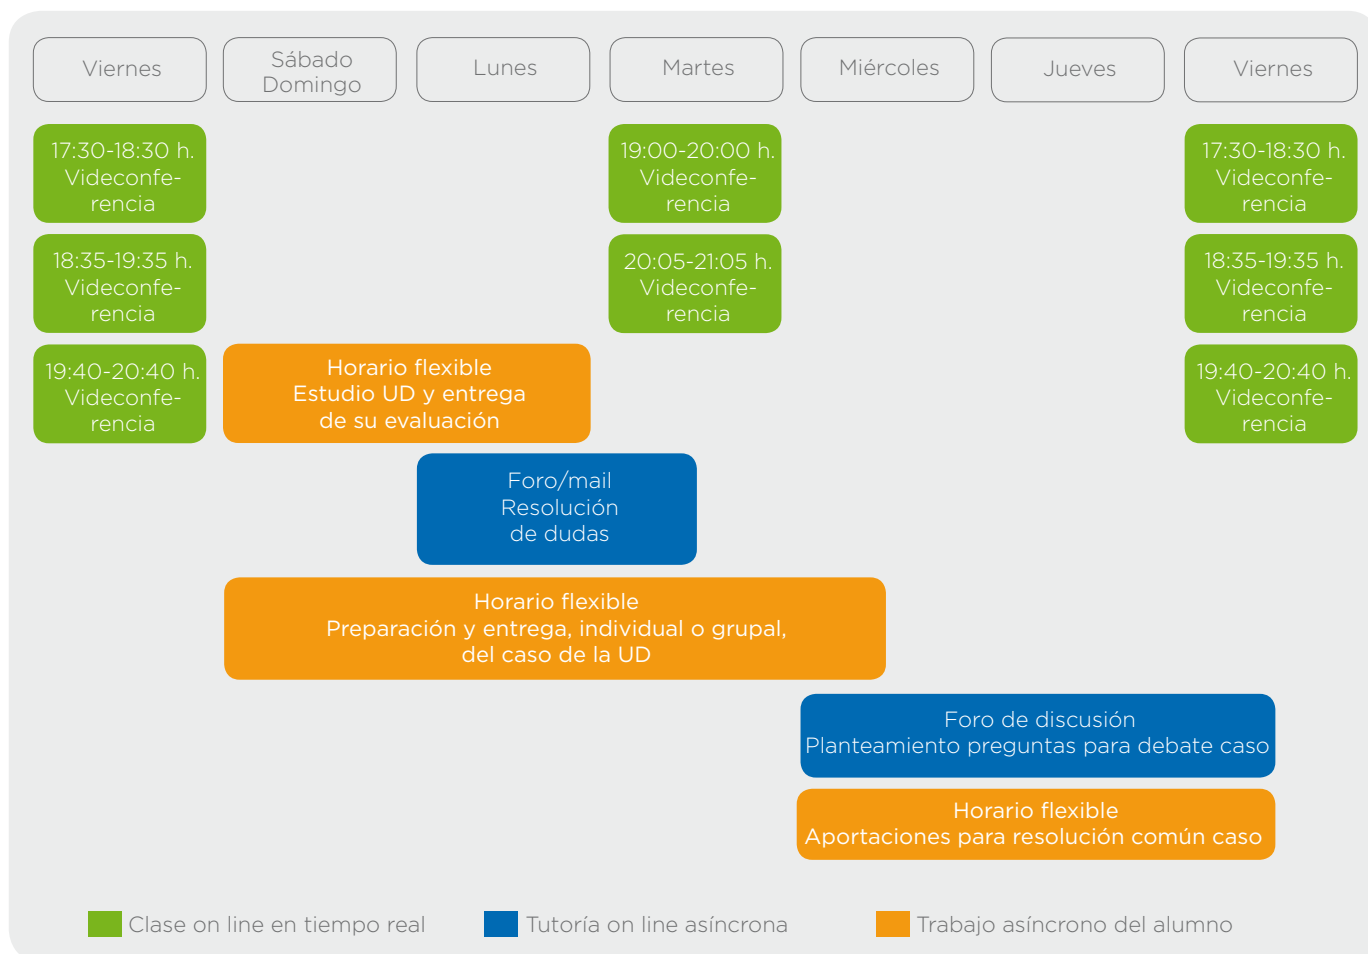 Viernes
Sábado
Domingo
Lunes
Martes
Miércoles
Jueves
Viernes
17:30-18:30 h.
Videconfe-
rencia
19:00-20:00 h.
Videconfe-
rencia
17:30-18:30 h.
Videconfe-
rencia
18:35-19:35 h.
Videconfe-
rencia
20:05-21:05 h.
Videconfe-
rencia
18:35-19:35 h.
Videconfe-
rencia
19:40-20:40 h.
Videconfe-
rencia
Horario flexible
Estudio UD y entrega
de su evaluación
19:40-20:40 h.
Videconfe-
rencia
Foro/mail
Resolución
de dudas
Horario flexible
Preparación y entrega, individual o grupal,
del caso de la UD
Foro de discusión
Planteamiento preguntas para debate caso
Horario flexible
Aportaciones para resolución común caso
Clase on line en tiempo real
Tutoría on line asíncrona
Trabajo asíncrono del alumno